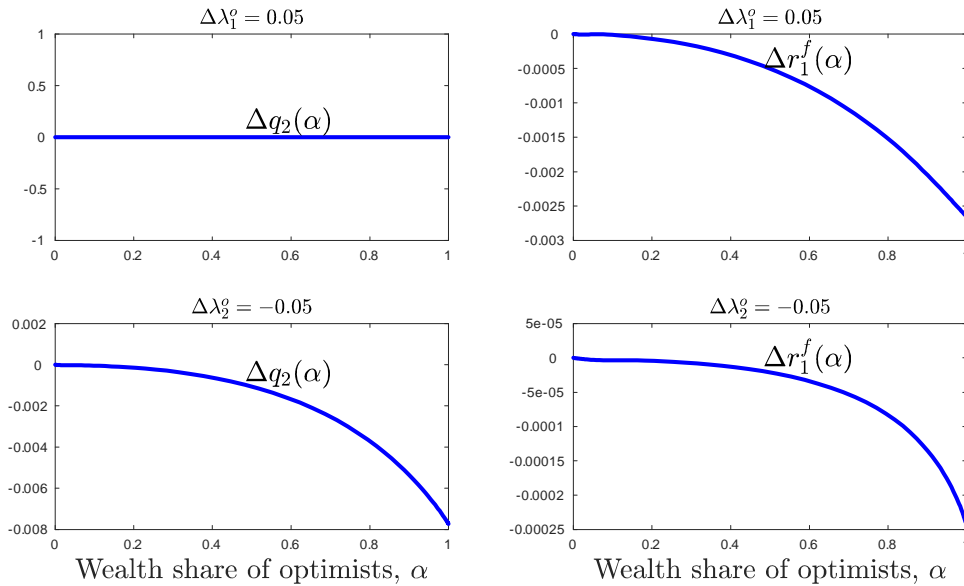 Δλ₁ᵒ = 0.05
1
0.5
0
-0.5
-1
Δq₂(α)
0 0.2 0.4 0.6 0.8 1
Δλ₁ᵒ = 0.05
0
-0.0005
-0.001
-0.0015
-0.002
-0.0025
-0.003
Δr₁ᶠ(α)
0 0.2 0.4 0.6 0.8 1
Δλ₂ᵒ = −0.05
0.002
0
-0.002
-0.004
-0.006
-0.008
Δq₂(α)
0 0.2 0.4 0.6 0.8 1
Wealth share of optimists, α
Δλ₂ᵒ = −0.05
5e-05
0
-5e-05
-0.0001
-0.00015
-0.0002
-0.00025
Δr₁ᶠ(α)
0 0.2 0.4 0.6 0.8
Wealth share of optimists, α